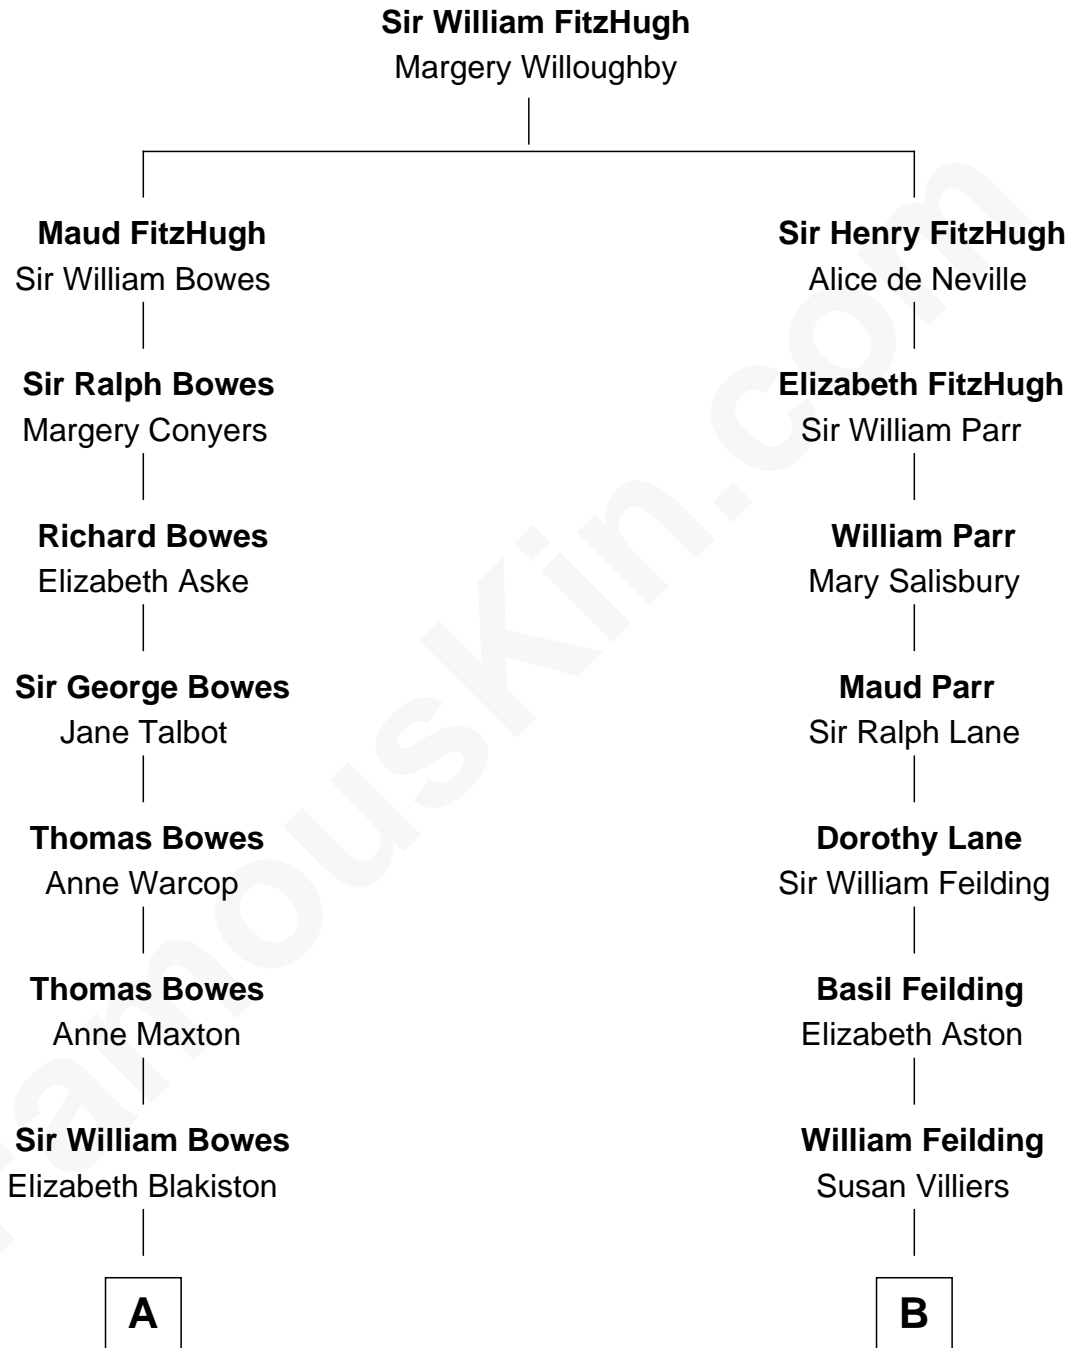 Sir William FitzHugh
Margery Willoughby
Maud FitzHugh
Sir William Bowes
Sir Henry FitzHugh
Alice de Neville
Sir Ralph Bowes
Margery Conyers
Elizabeth FitzHugh
Sir William Parr
Richard Bowes
Elizabeth Aske
William Parr
Mary Salisbury
Sir George Bowes
Jane Talbot
Maud Parr
Sir Ralph Lane
Thomas Bowes
Anne Warcop
Dorothy Lane
Sir William Feilding
Thomas Bowes
Anne Maxton
Basil Feilding
Elizabeth Aston
Sir William Bowes
Elizabeth Blakiston
William Feilding
Susan Villiers
A
B
FamousKin.com